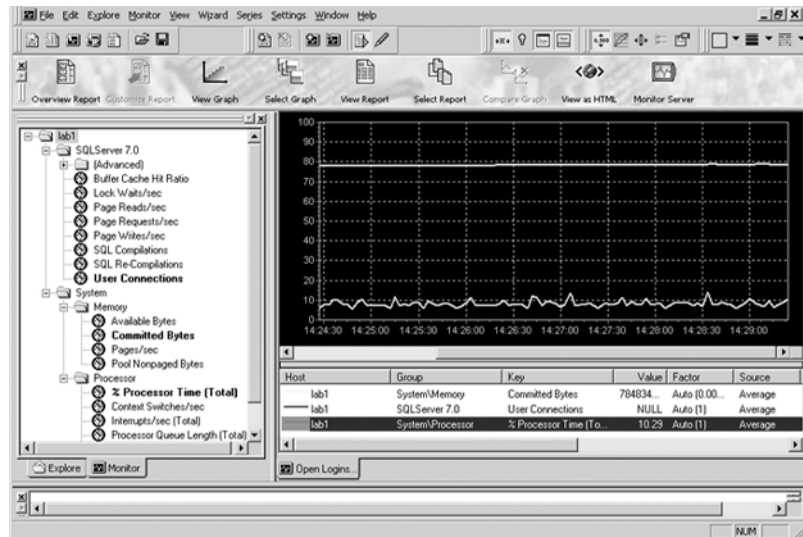 File Edit Explore Monitor View Wizard Series Settings Window Help
Overview Report Customize Report View Graph Select Graph View Report Select Report Compare Graph View as HTML Monitor Server
lab1
SQLServer 7.0
(Advanced)
Buffer Cache Hit Ratio
Lock Waits/sec
Page Reads/sec
Page Requests/sec
Page Writes/sec
SQL Compilations
SQL Re-Compilations
User Connections
System
Memory
Available Bytes
Committed Bytes
Pages/sec
Pool Nonpaged Bytes
Processor
% Processor Time (Total)
Context Switches/sec
Interrupts/sec (Total)
Processor Queue Length (Total)
Explore Monitor
100
90
80
70
60
50
40
30
20
10
0
14:24:30 14:25:00 14:25:30 14:26:00 14:26:30 14:27:00 14:27:30 14:28:00 14:28:30 14:29:00
Host Group Key Value Factor Source
lab1 System\Memory Committed Bytes 784834... Auto (0.00... Average
lab1 SQLServer 7.0 User Connections NULL Auto (1) Average
lab1 System\Processor % Processor Time (To... 10.29 Auto (1) Average
Open Logins...
NUM